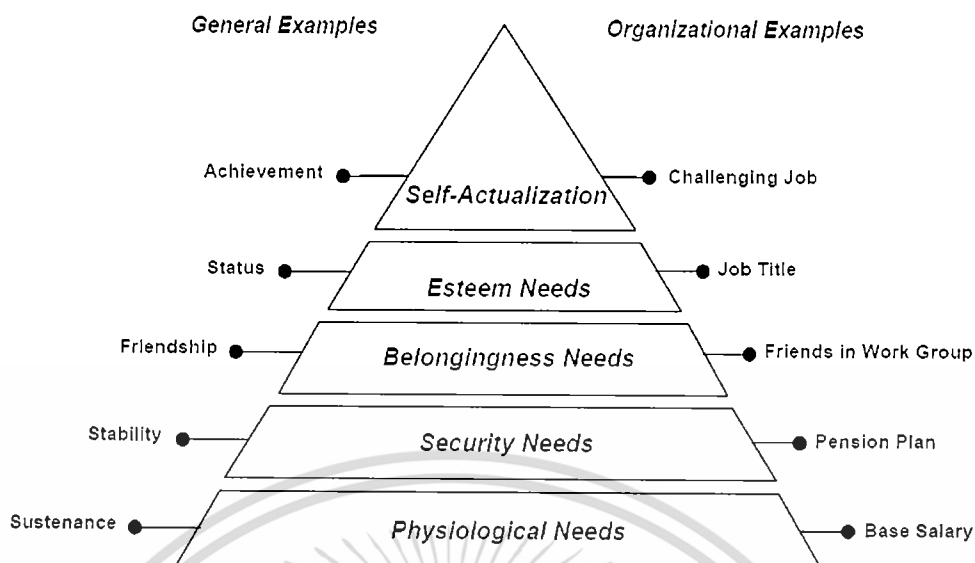 General Examples
Organizational Examples
Achievement
Challenging Job
Self-Actualization
Status
Job Title
Esteem Needs
Friendship
Belongingness Needs
Friends in Work Group
Stability
Security Needs
Pension Plan
Sustenance
Physiological Needs
Base Salary